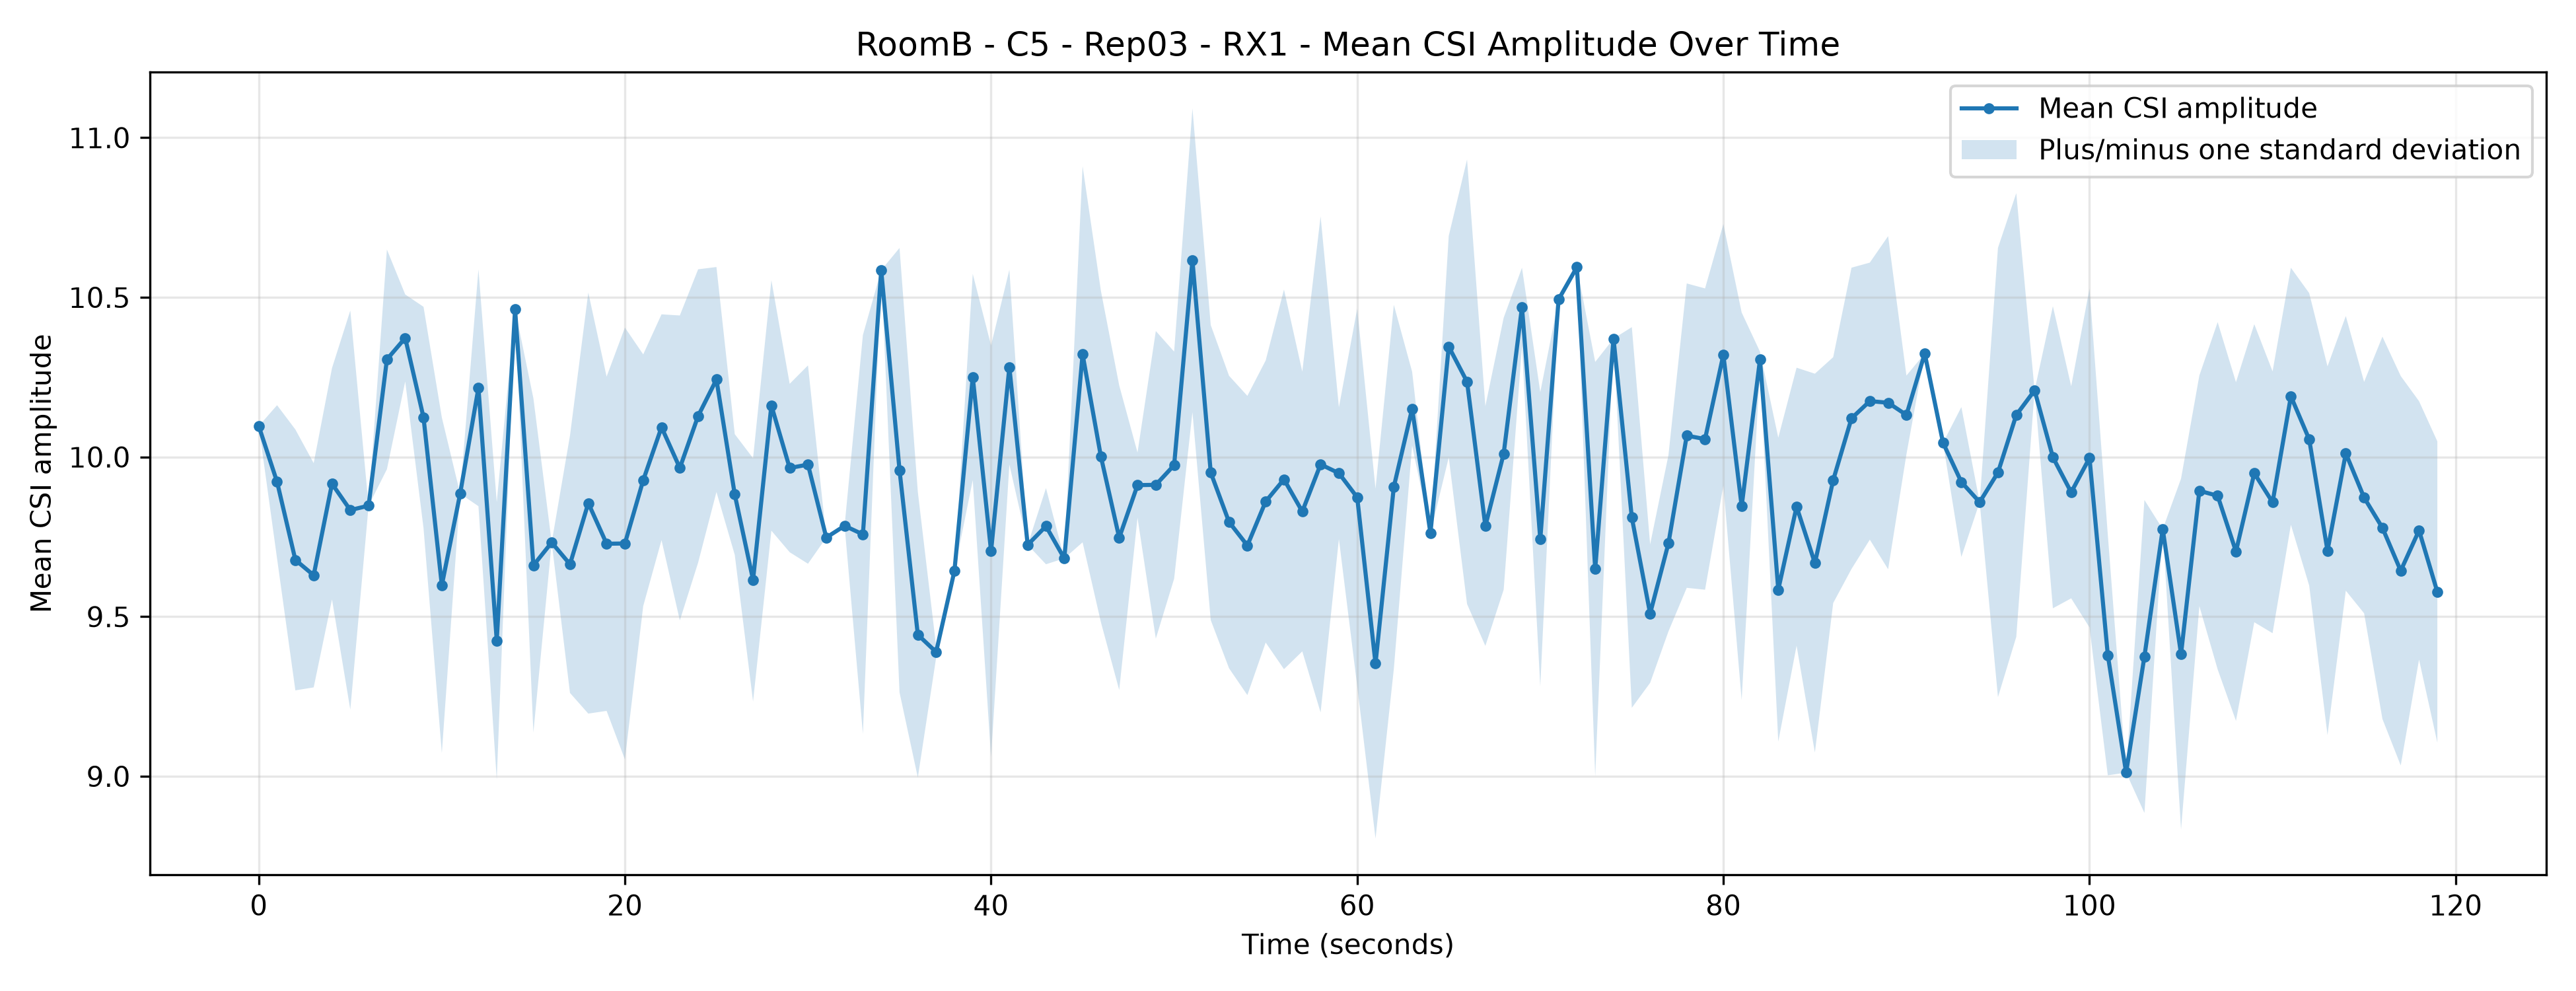 RoomB - C5 - Rep03 - RX1 - Mean CSI Amplitude Over Time
Mean CSI amplitude
Plus/minus one standard deviation
Mean CSI amplitude
11.0
10.5
10.0
9.5
9.0
0 20 40 60 80 100 120
Time (seconds)